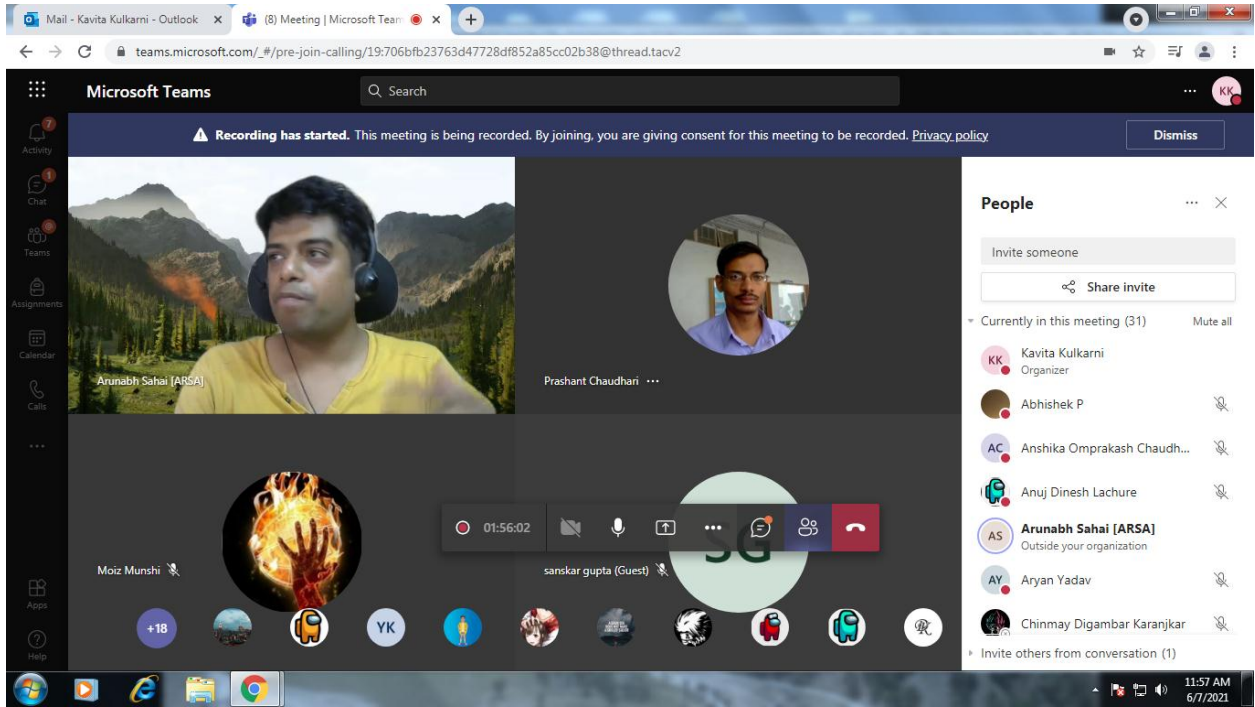 Mail - Kavita Kulkarni - Outlook
(8) Meeting | Microsoft Team
teams.microsoft.com/_#/pre-join-calling/19:706bfb23763d47728df852a85cc02b38@thread.tacv2
Microsoft Teams
Search
KK
7
Activity
1
Chat
Teams
Assignments
Calendar
Calls
Apps
Help
Recording has started. This meeting is being recorded. By joining, you are giving consent for this meeting to be recorded. Privacy policy
Dismiss
Arunabh Sahai [ARSA]
Prashant Chaudhari
Moiz Munshi
SG
sanskar gupta (Guest)
01:56:02
+18
YK
People
Invite someone
Share invite
Currently in this meeting (31) Mute all
KK Kavita Kulkarni
Organizer
Abhishek P
AC Anshika Omprakash Chaudh...
Anuj Dinesh Lachure
AS Arunabh Sahai [ARSA]
Outside your organization
AY Aryan Yadav
Chinmay Digambar Karanjkar
Invite others from conversation (1)
11:57 AM
6/7/2021